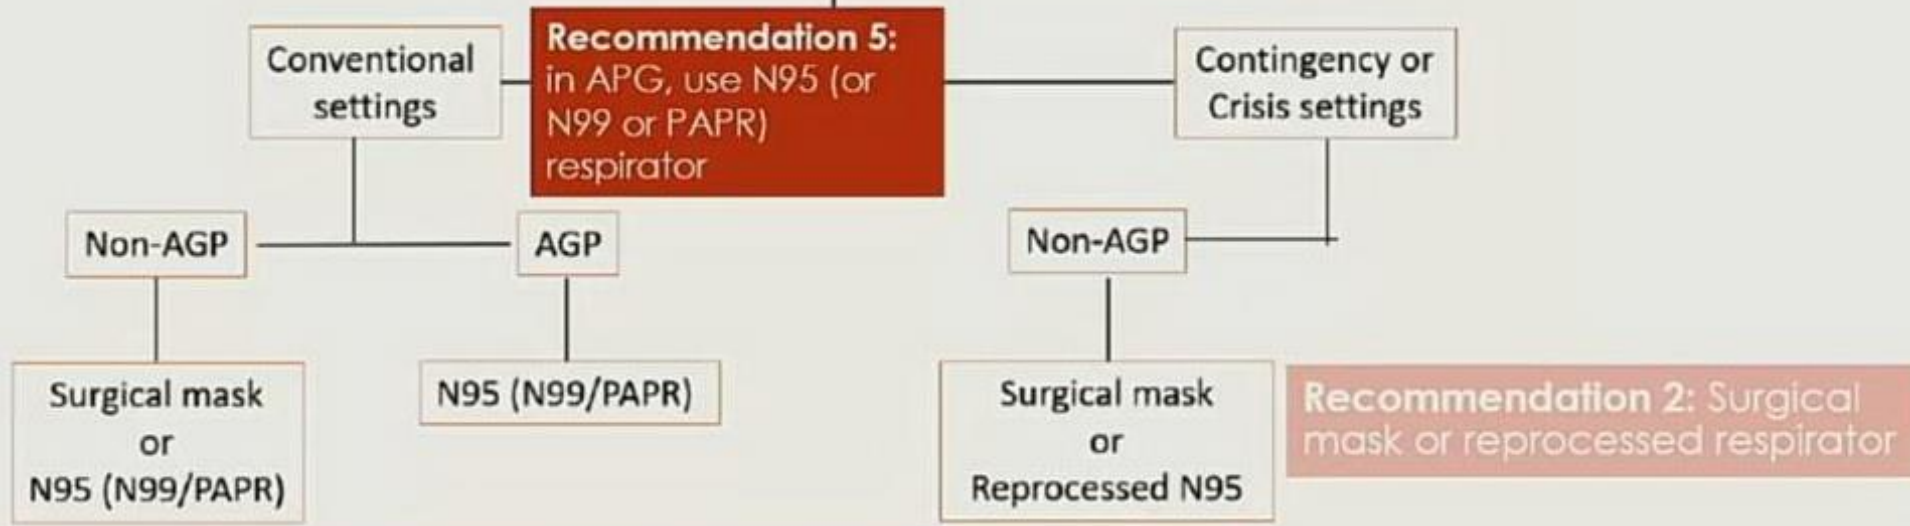 Conventional
settings
Recommendation 5:
in APG, use N95 (or
N99 or PAPR)
respirator
Contingency or
Crisis settings
Non-AGP
AGP
Non-AGP
Surgical mask
or
N95 (N99/PAPR)
N95 (N99/PAPR)
Surgical mask
or
Reprocessed N95
Recommendation 2: Surgical
mask or reprocessed respirator